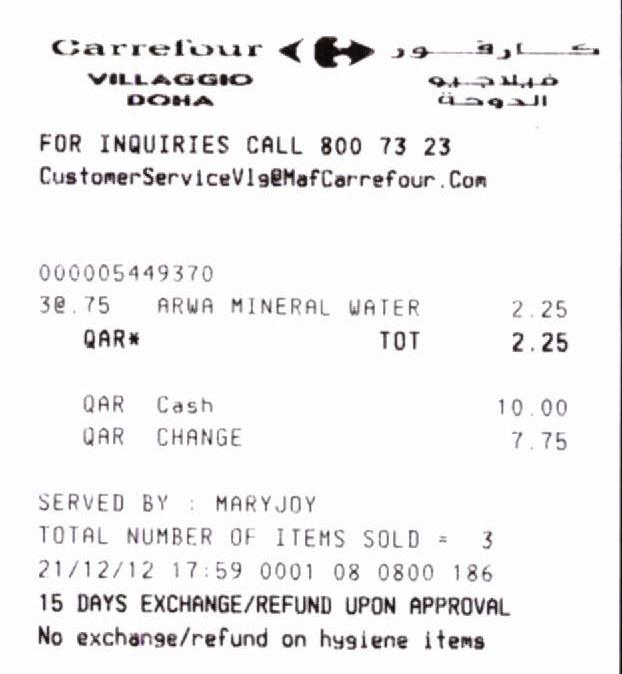 Carrefour كارفور
VILLAGGIO فيلاجيو
DOHA الدوحة
FOR INQUIRIES CALL 800 73 23
CustomerServiceVlg@MafCarrefour.Com
000005449370
3@.75 ARWA MINERAL WATER 2.25
QAR* TOT 2.25
QAR Cash 10.00
QAR CHANGE 7.75
SERVED BY : MARYJOY
TOTAL NUMBER OF ITEMS SOLD = 3
21/12/12 17:59 0001 08 0800 186
15 DAYS EXCHANGE/REFUND UPON APPROVAL
No exchange/refund on hygiene items